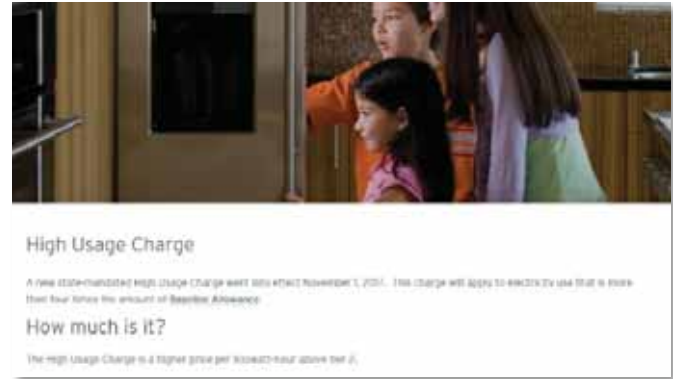 High Usage Charge
A new state-mandated High Usage Charge went into effect November 1, 2017. This charge will apply to electricity use that is more
than four times the amount of Baseline Allowance.
How much is it?
The High Usage Charge is a higher price per kilowatt-hour above tier 2.